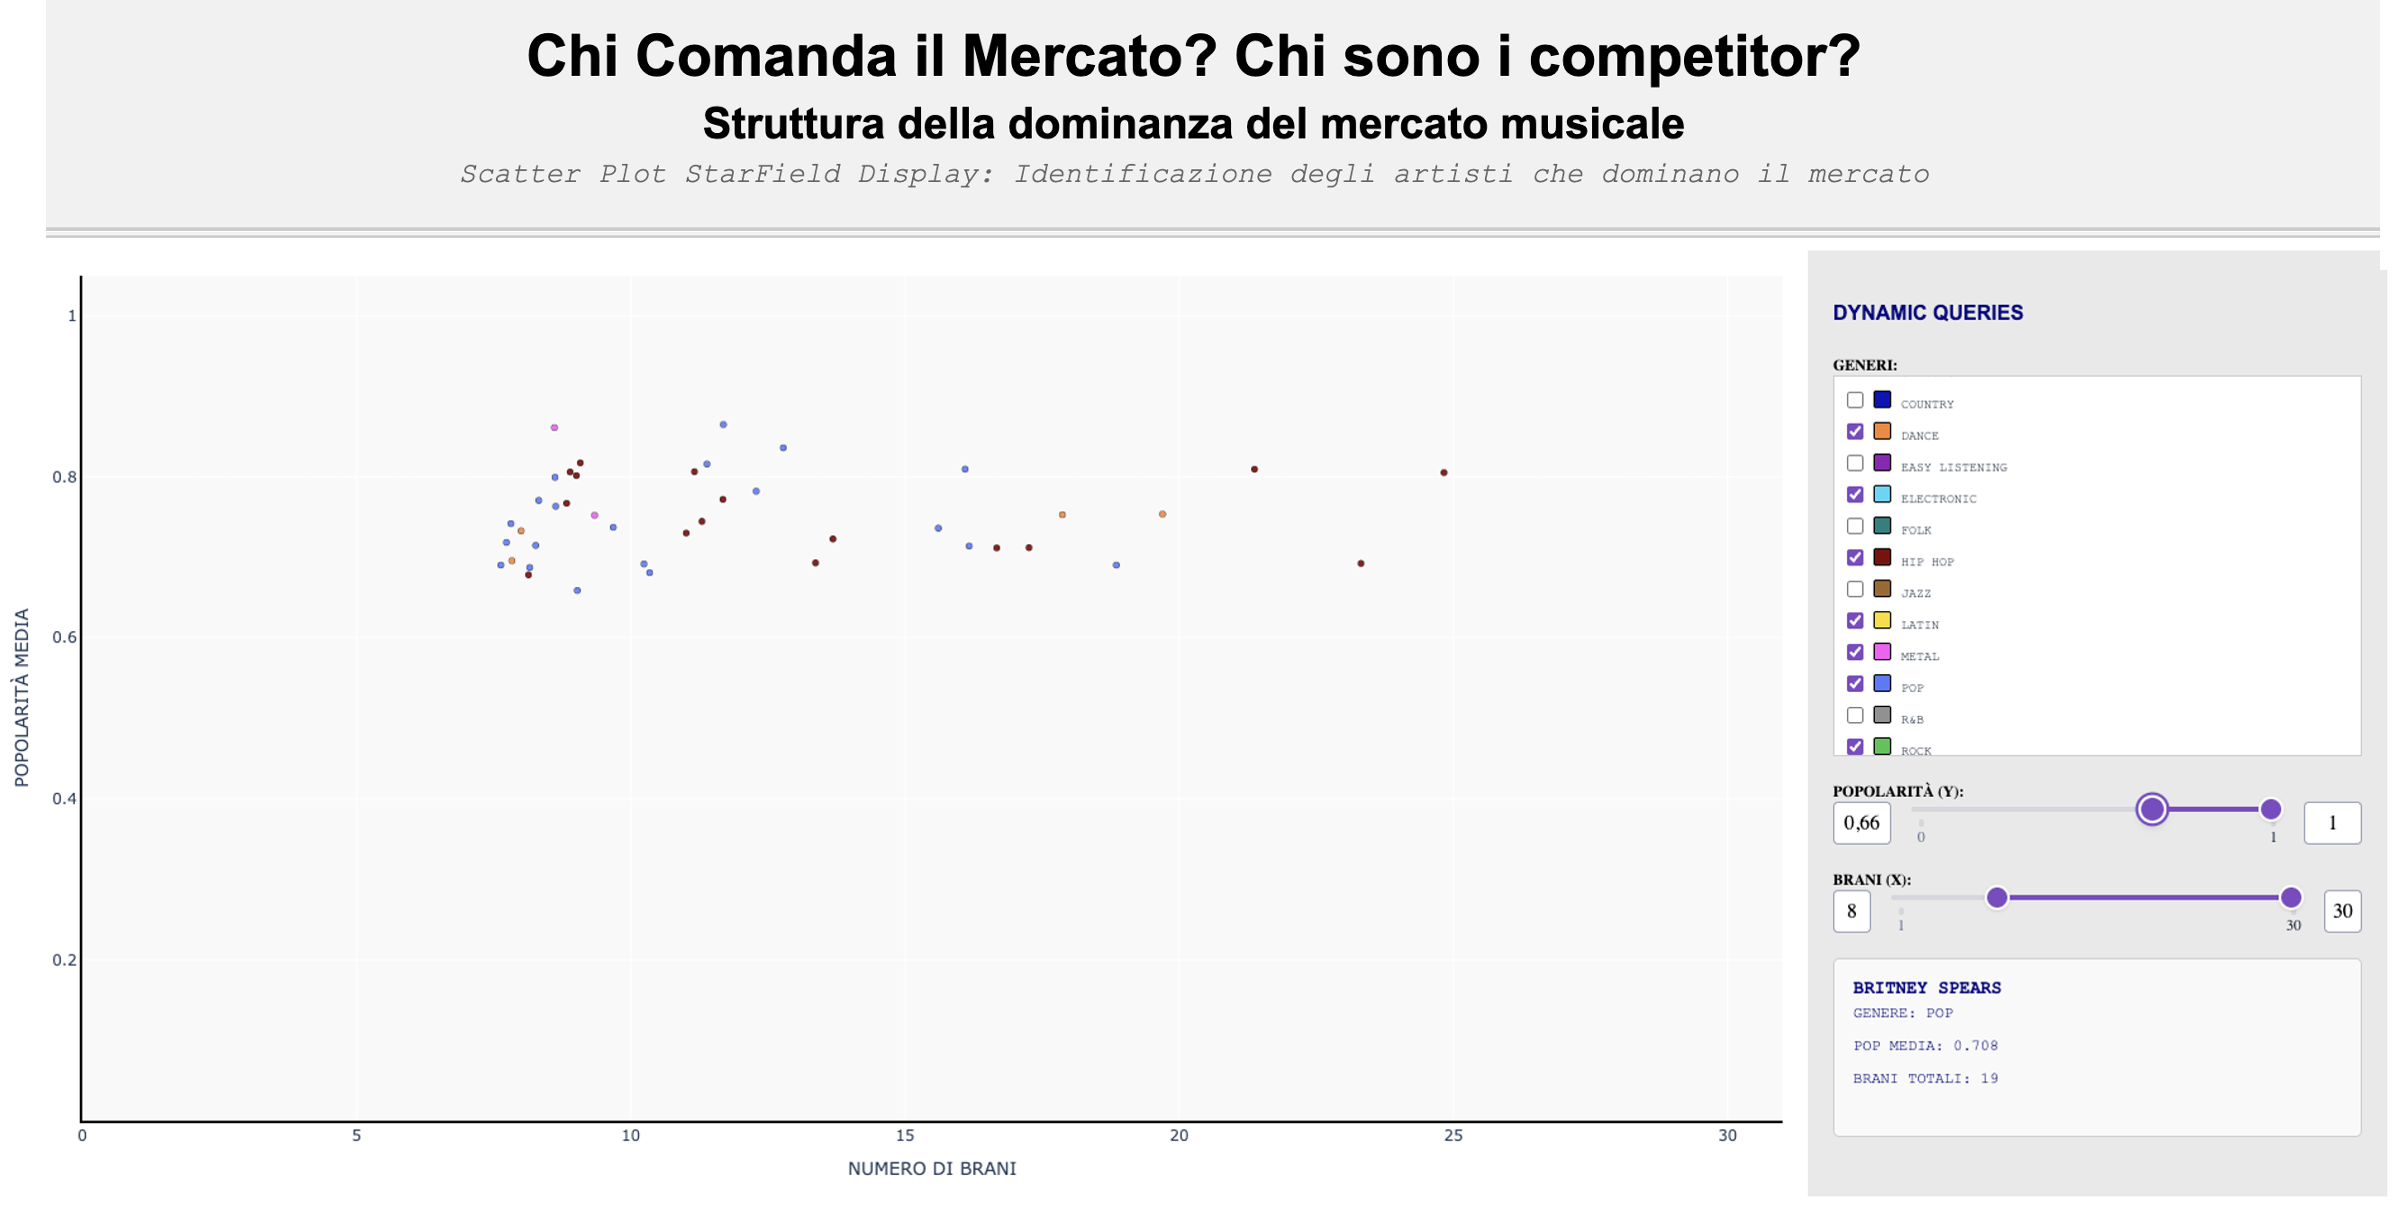 Chi Comanda il Mercato? Chi sono i competitor?
Struttura della dominanza del mercato musicale
Scatter Plot StarField Display: Identificazione degli artisti che dominano il mercato
POPOLARITÀ MEDIA
1
0.8
0.6
0.4
0.2
0 5 10 15 20 25 30
NUMERO DI BRANI
DYNAMIC QUERIES
GENERI:
COUNTRY
DANCE
EASY LISTENING
ELECTRONIC
FOLK
HIP HOP
JAZZ
LATIN
METAL
POP
R&B
ROCK
POPOLARITÀ (Y):
0,66 0 1 1
BRANI (X):
8 1 30 30
BRITNEY SPEARS
GENERE: POP
POP MEDIA: 0.708
BRANI TOTALI: 19